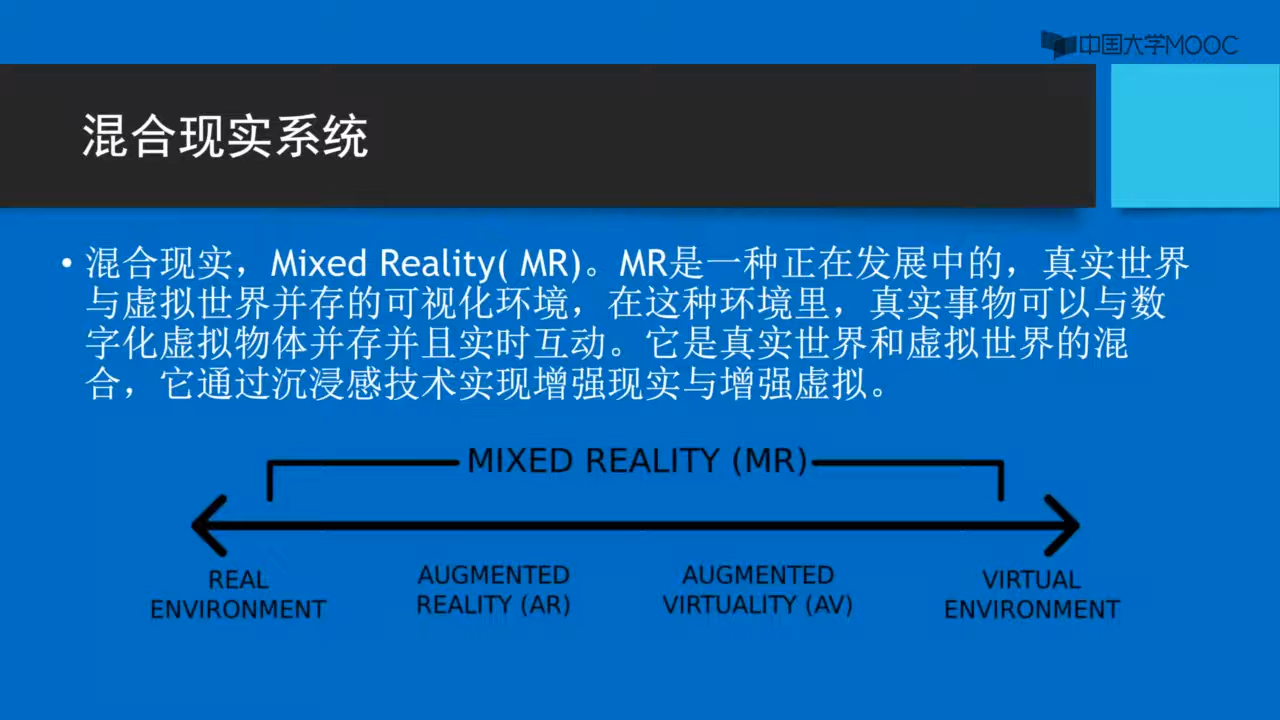 中国大学MOOC
混合现实系统
• 混合现实，Mixed Reality( MR)。MR是一种正在发展中的，真实世界
与虚拟世界并存的可视化环境，在这种环境里，真实事物可以与数
字化虚拟物体并存并且实时互动。它是真实世界和虚拟世界的混
合，它通过沉浸感技术实现增强现实与增强虚拟。
MIXED REALITY (MR)
REAL
ENVIRONMENT
AUGMENTED
REALITY (AR)
AUGMENTED
VIRTUALITY (AV)
VIRTUAL
ENVIRONMENT